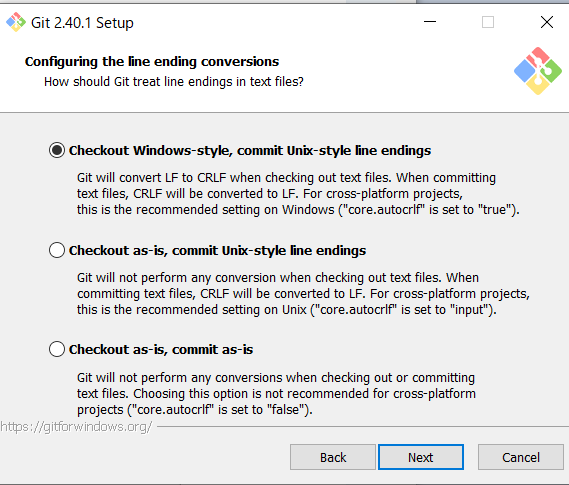 Git 2.40.1 Setup
Configuring the line ending conversions
How should Git treat line endings in text files?
Checkout Windows-style, commit Unix-style line endings
Git will convert LF to CRLF when checking out text files. When committing
text files, CRLF will be converted to LF. For cross-platform projects,
this is the recommended setting on Windows ("core.autocrlf" is set to "true").
Checkout as-is, commit Unix-style line endings
Git will not perform any conversion when checking out text files. When
committing text files, CRLF will be converted to LF. For cross-platform projects,
this is the recommended setting on Unix ("core.autocrlf" is set to "input").
Checkout as-is, commit as-is
Git will not perform any conversions when checking out or committing
text files. Choosing this option is not recommended for cross-platform
projects ("core.autocrlf" is set to "false").
https://gitforwindows.org/
Back
Next
Cancel